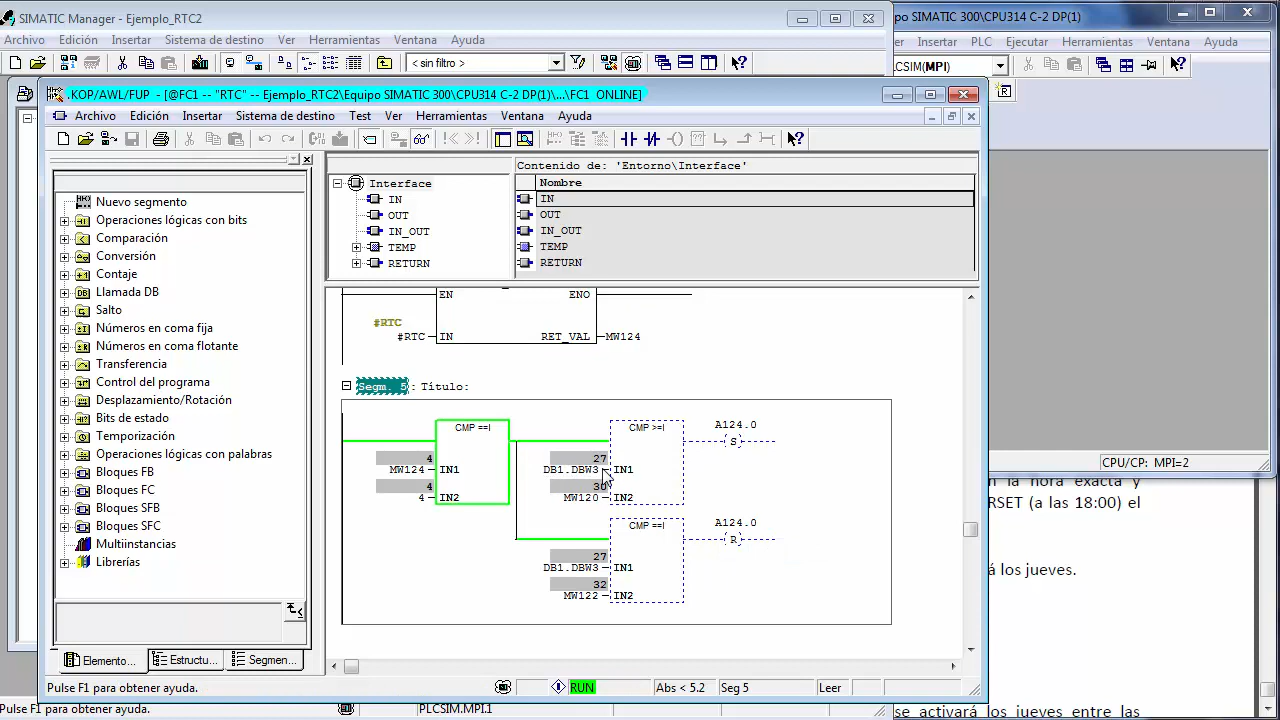 SIMATIC Manager - Ejemplo_RTC2
Archivo Edición Insertar Sistema de destino Ver Herramientas Ventana Ayuda
< sin filtro >
SIMATIC 300\CPU314 C-2 DP(1)
Insertar PLC Ejecutar Herramientas Ventana Ayuda
(MPI)
KOP/AWL/FUP - [@FC1 -- "RTC" -- Ejemplo_RTC2\Equipo SIMATIC 300\CPU314 C-2 DP(1)\...\FC1 ONLINE]
Archivo Edición Insertar Sistema de destino Test Ver Herramientas Ventana Ayuda
Nuevo segmento
Operaciones lógicas con bits
Comparación
Conversión
Contaje
Llamada DB
Salto
Números en coma fija
Números en coma flotante
Transferencia
Control del programa
Desplazamiento/Rotación
Bits de estado
Temporización
Operaciones lógicas con palabras
Bloques FB
Bloques FC
Bloques SFB
Bloques SFC
Multiinstancias
Librerías
Elemento... Estructu... Segmen...
Interface
IN
OUT
IN_OUT
TEMP
RETURN
Contenido de: 'Entorno\Interface'
Nombre
IN
OUT
IN_OUT
TEMP
RETURN
EN ENO
#RTC
#RTC IN RET_VAL MW124
Segm. 5 : Título:
CMP ==I CMP >=I A124.0
S
4 27
MW124 IN1 DB1.DBW3 IN1
4 30
4 IN2 MW120 IN2
CMP ==I A124.0
R
27
DB1.DBW3 IN1
32
MW122 IN2
Pulse F1 para obtener ayuda. RUN Abs < 5.2 Seg 5 Leer
Pulse F1 para obtener ayuda. PLCSIM.MPI.1
CPU/CP: MPI=2
la hora exacta y
RSET (a las 18:00) el
los jueves.
se activará los jueves entre las